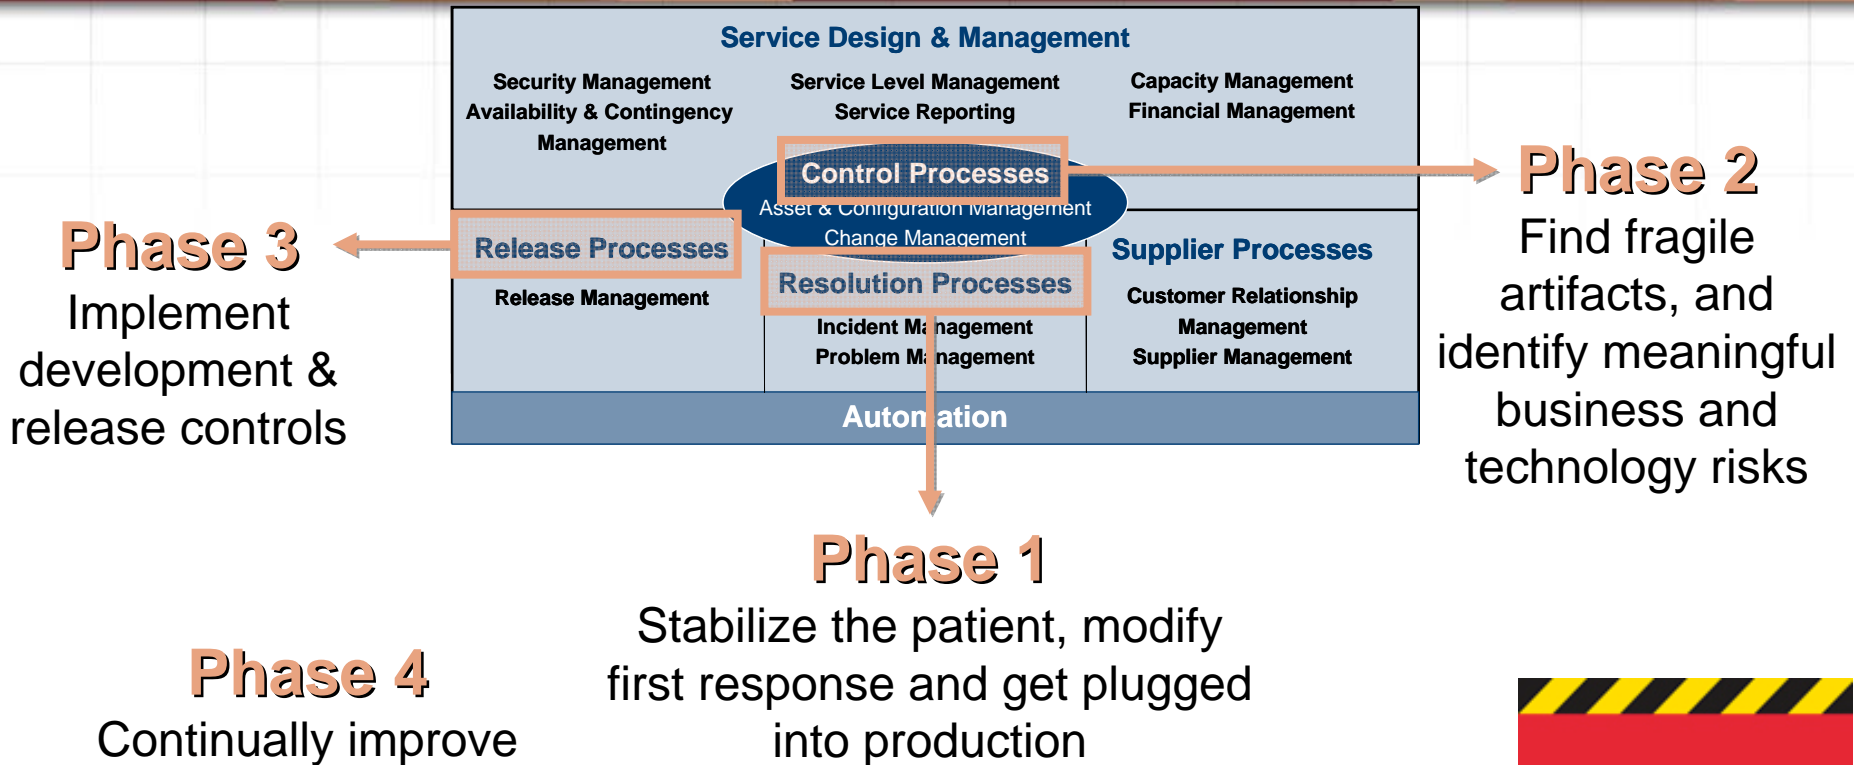 Service Design & Management
Security Management
Availability & Contingency
Management
Service Level Management
Service Reporting
Capacity Management
Financial Management
Control Processes
Asset & Configuration Management
Change Management
Release Processes
Release Management
Resolution Processes
Incident Management
Problem Management
Supplier Processes
Customer Relationship
Management
Supplier Management
Automation
Phase 2
Find fragile
artifacts, and
identify meaningful
business and
technology risks
Phase 3
Implement
development &
release controls
Phase 1
Stabilize the patient, modify
first response and get plugged
into production
Phase 4
Continually improve